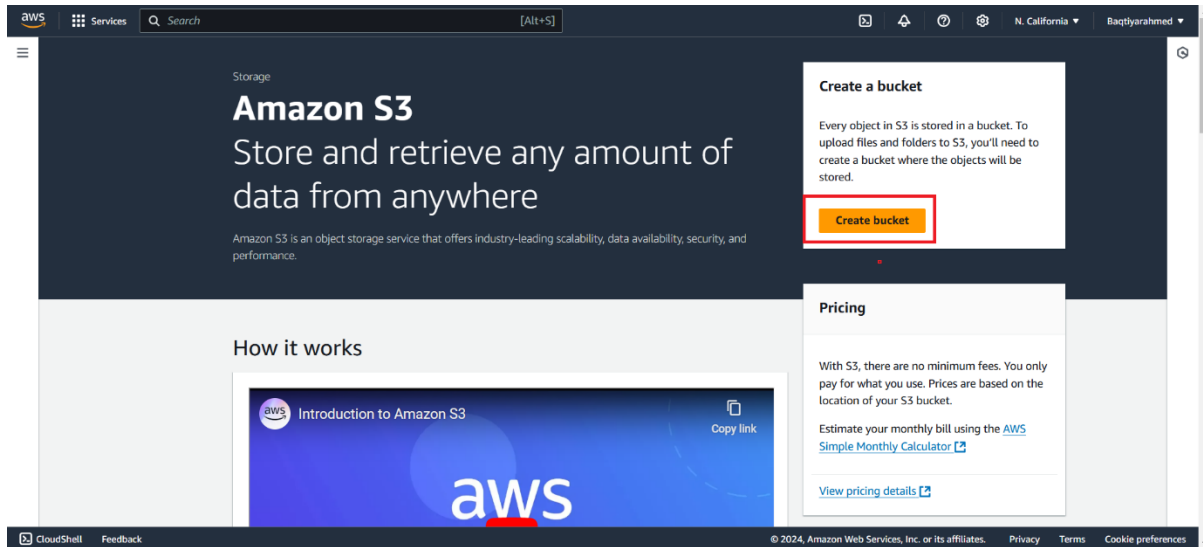 aws
Services
Search
[Alt+S]
N. California
Baqtiyarahmed
Storage
Amazon S3
Store and retrieve any amount of
data from anywhere
Amazon S3 is an object storage service that offers industry-leading scalability, data availability, security, and
performance.
Create a bucket
Every object in S3 is stored in a bucket. To
upload files and folders to S3, you'll need to
create a bucket where the objects will be
stored.
Create bucket
How it works
aws
Introduction to Amazon S3
Copy link
aws
Pricing
With S3, there are no minimum fees. You only
pay for what you use. Prices are based on the
location of your S3 bucket.
Estimate your monthly bill using the AWS
Simple Monthly Calculator
View pricing details
CloudShell
Feedback
© 2024, Amazon Web Services, Inc. or its affiliates.
Privacy
Terms
Cookie preferences